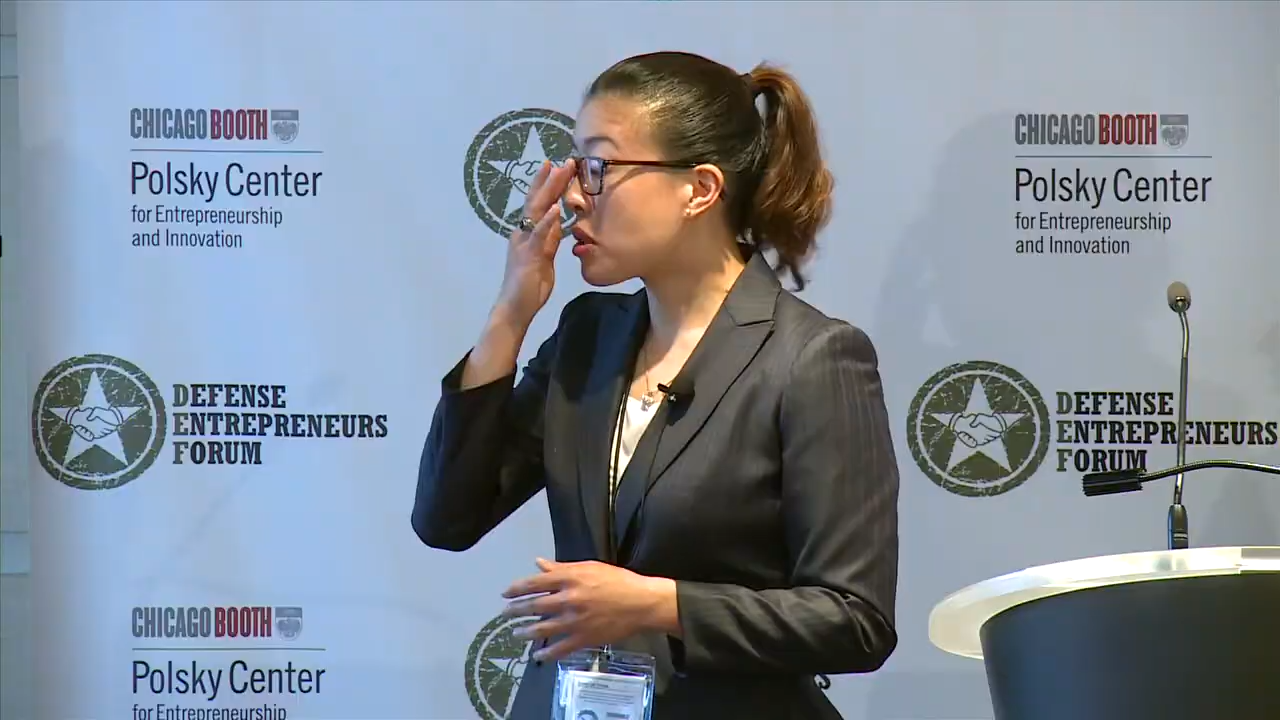 CHICAGO BOOTH
Polsky Center
for Entrepreneurship
and Innovation
CHICAGO BOOTH
Polsky Center
for Entrepreneurship
and Innovation
DEFENSE
ENTREPRENEURS
FORUM
DEFENSE
ENTREPRENEURS
FORUM
CHICAGO BOOTH
Polsky Center
for Entrepreneurship